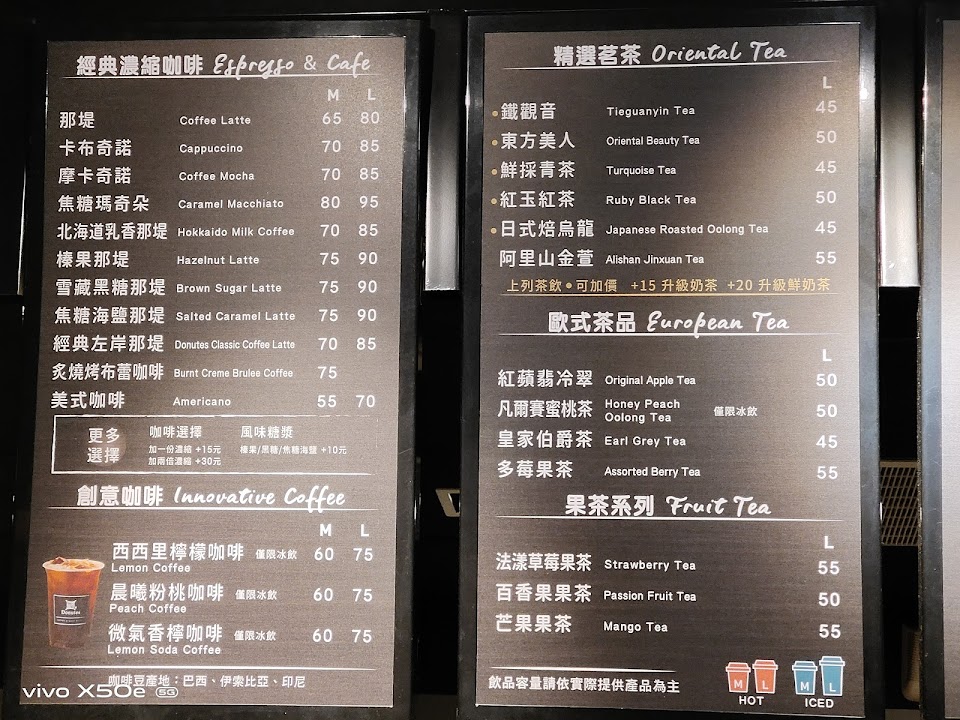 經典濃縮咖啡 Espresso & Cafe
M L
那堤 Coffee Latte 65 80
卡布奇諾 Cappuccino 70 85
摩卡奇諾 Coffee Mocha 70 85
焦糖瑪奇朵 Caramel Macchiato 80 95
北海道乳香那堤 Hokkaido Milk Coffee 70 85
榛果那堤 Hazelnut Latte 75 90
雪藏黑糖那堤 Brown Sugar Latte 75 90
焦糖海鹽那堤 Salted Caramel Latte 75 90
經典左岸那堤 Donutes Classic Coffee Latte 70 85
炙燒烤布蕾咖啡 Burnt Creme Brulee Coffee 75
美式咖啡 Americano 55 70
更多選擇
咖啡選擇 風味糖漿
加一份濃縮 +15元 榛果/黑糖/焦糖海鹽 +10元
加兩倍濃縮 +30元
創意咖啡 Innovative Coffee
M L
西西里檸檬咖啡 僅限冰飲 60 75
Lemon Coffee
晨曦粉桃咖啡 僅限冰飲 60 75
Peach Coffee
微氣香檸咖啡 僅限冰飲 60 75
Lemon Soda Coffee
Donutes
咖啡豆產地：巴西、伊索比亞、印尼
vivo X50e 5G
精選茗茶 Oriental Tea
L
鐵觀音 Tieguanyin Tea 45
東方美人 Oriental Beauty Tea 50
鮮採青茶 Turquoise Tea 45
紅玉紅茶 Ruby Black Tea 50
日式焙烏龍 Japanese Roasted Oolong Tea 45
阿里山金萱 Alishan Jinxuan Tea 55
上列茶飲●可加價 +15 升級奶茶 +20 升級鮮奶茶
歐式茶品 European Tea
L
紅蘋翡冷翠 Original Apple Tea 50
凡爾賽蜜桃茶 Honey Peach Oolong Tea 僅限冰飲 50
皇家伯爵茶 Earl Grey Tea 45
多莓果茶 Assorted Berry Tea 55
果茶系列 Fruit Tea
L
法漾草莓果茶 Strawberry Tea 55
百香果果茶 Passion Fruit Tea 50
芒果果茶 Mango Tea 55
飲品容量請依實際提供產品為主
M L M L
HOT ICED